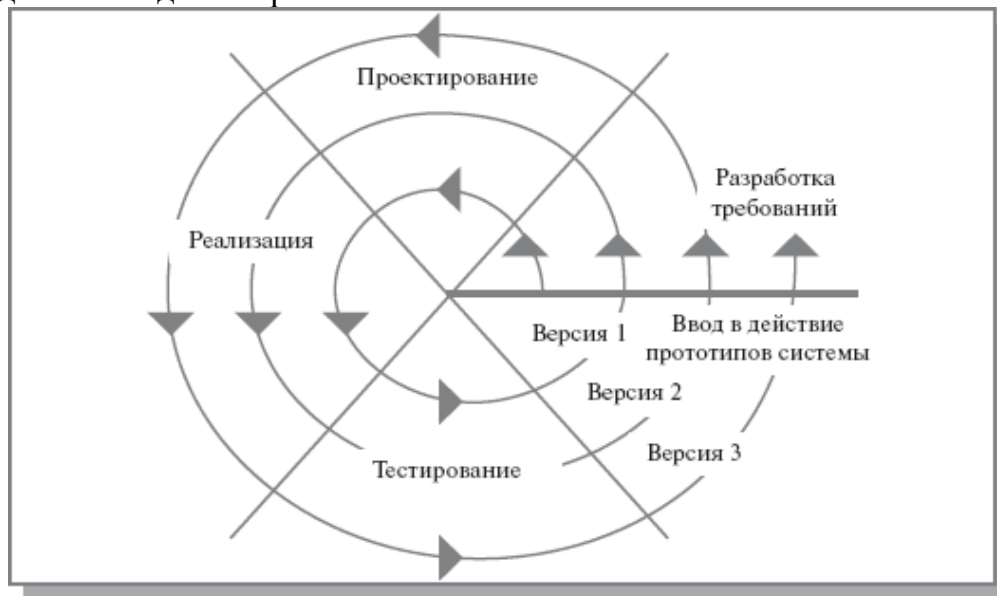 Проектирование
Разработка
требований
Реализация
Версия 1
Ввод в действие
прототипов системы
Версия 2
Версия 3
Тестирование